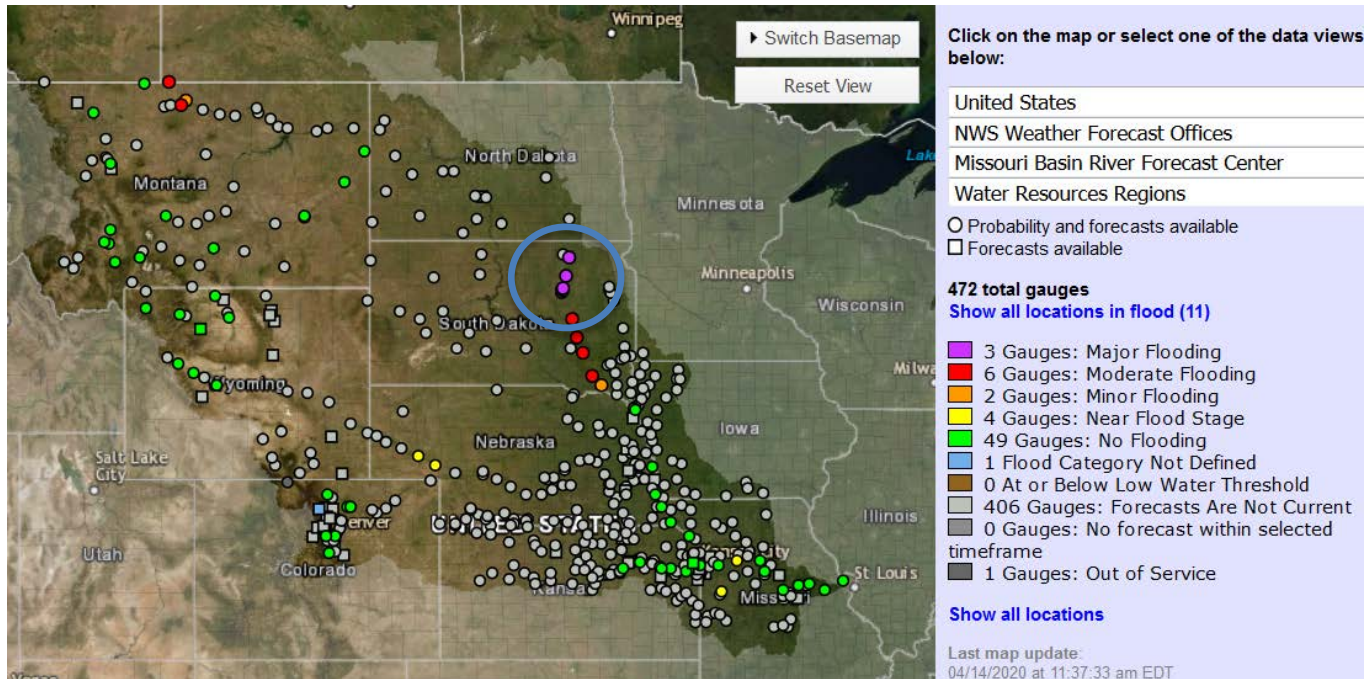 Winnipeg
Switch Basemap
Reset View
North Dakota
Lake
Montana
Minnesota
Minneapolis
Wisconsin
South Dakota
Milwa
Wyoming
Iowa
Nebraska
Salt Lake
City
Illinois
Denver
UNITED STATES
Kansas City
Utah
Colorado
St Louis
Kansas
Missouri
Click on the map or select one of the data views
below:
United States
NWS Weather Forecast Offices
Missouri Basin River Forecast Center
Water Resources Regions
Probability and forecasts available
Forecasts available
472 total gauges
Show all locations in flood (11)
3 Gauges: Major Flooding
6 Gauges: Moderate Flooding
2 Gauges: Minor Flooding
4 Gauges: Near Flood Stage
49 Gauges: No Flooding
1 Flood Category Not Defined
0 At or Below Low Water Threshold
406 Gauges: Forecasts Are Not Current
0 Gauges: No forecast within selected
timeframe
1 Gauges: Out of Service
Show all locations
Last map update:
04/14/2020 at 11:37:33 am EDT